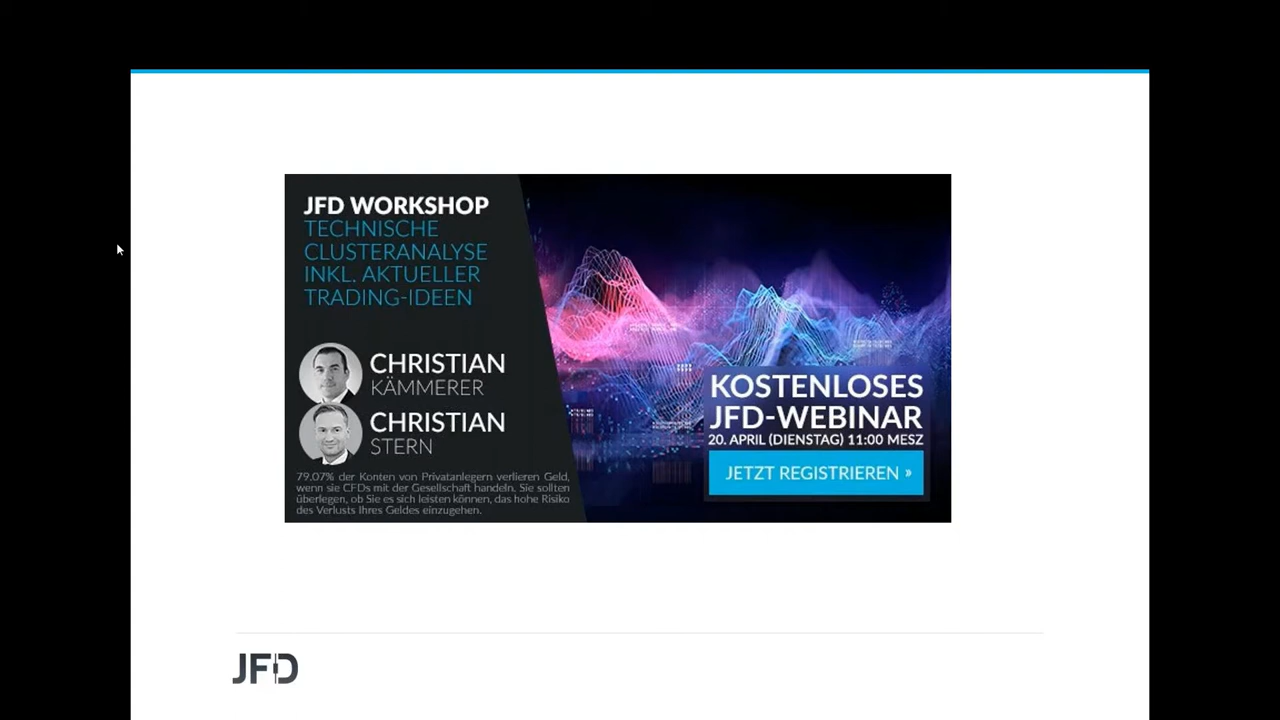 JFD WORKSHOP
TECHNISCHE
CLUSTERANALYSE
INKL. AKTUELLER
TRADING-IDEEN
CHRISTIAN
KÄMMERER
CHRISTIAN
STERN
79.07% der Konten von Privatanlegern verlieren Geld,
wenn sie CFDs mit der Gesellschaft handeln. Sie sollten
überlegen, ob Sie es sich leisten können, das hohe Risiko
des Verlusts Ihres Geldes einzugehen.
KOSTENLOSES
JFD-WEBINAR
20. APRIL (DIENSTAG) 11:00 MESZ
JETZT REGISTRIEREN »
JFD